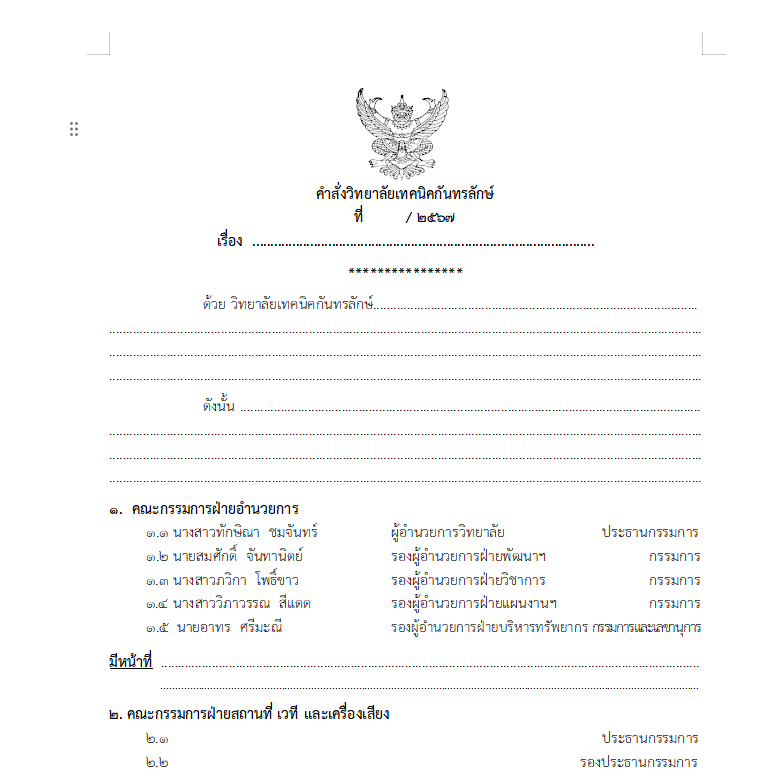 คำสั่งวิทยาลัยเทคนิคกันทรลักษ์
ที่ / ๒๕๖๗
เรื่อง ................................................................................................
****************
ด้วย วิทยาลัยเทคนิคกันทรลักษ์................................................................................
....................................................................................................................................
....................................................................................................................................
....................................................................................................................................
ดังนั้น ..................................................................................................................
....................................................................................................................................
....................................................................................................................................
....................................................................................................................................
๑. คณะกรรมการฝ่ายอำนวยการ
๑.๑ นางสาวทักษิณา ชมจันทร์ ผู้อำนวยการวิทยาลัย ประธานกรรมการ
๑.๒ นายสมศักดิ์ จันทานิตย์ รองผู้อำนวยการฝ่ายพัฒนาฯ กรรมการ
๑.๓ นางสาวภวิกา โพธิ์ขาว รองผู้อำนวยการฝ่ายวิชาการ กรรมการ
๑.๔ นางสาววิภาวรรณ สีแดด รองผู้อำนวยการฝ่ายแผนงานฯ กรรมการ
๑.๕ นายอาทร ศรีมะณี รองผู้อำนวยการฝ่ายบริหารทรัพยากร กรรมการและเลขานุการ
มีหน้าที่ ....................................................................................................................
....................................................................................................................
๒. คณะกรรมการฝ่ายสถานที่ เวที และเครื่องเสียง
๒.๑ ประธานกรรมการ
๒.๒ รองประธานกรรมการ